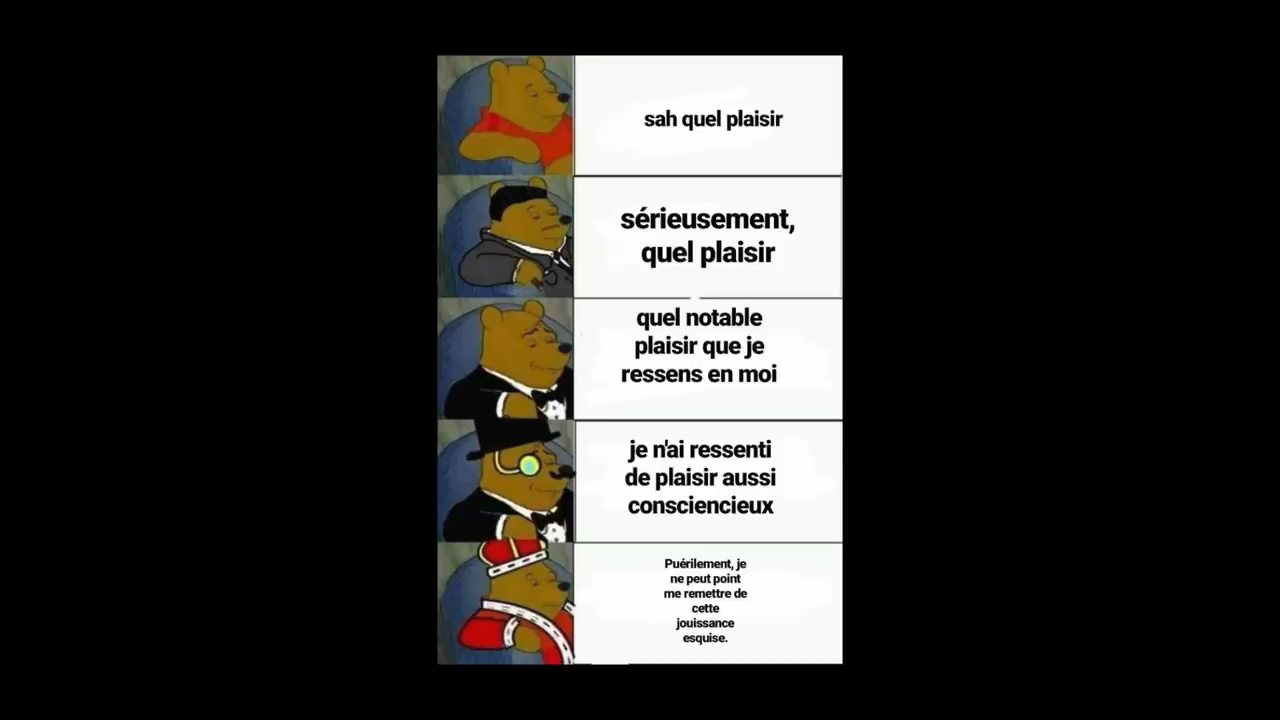 sah quel plaisir
sérieusement,
quel plaisir
quel notable
plaisir que je
ressens en moi
je n'ai ressenti
de plaisir aussi
consciencieux
Puérilement, je
ne peut point
me remettre de
cette
jouissance
esquise.